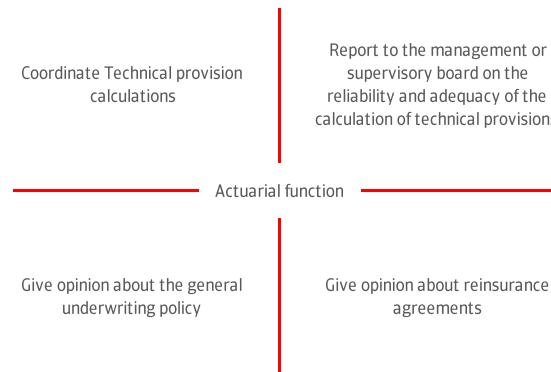 Coordinate Technical provision
calculations
Report to the management or
supervisory board on the
reliability and adequacy of the
calculation of technical provisions
Actuarial function
Give opinion about the general
underwriting policy
Give opinion about reinsurance
agreements